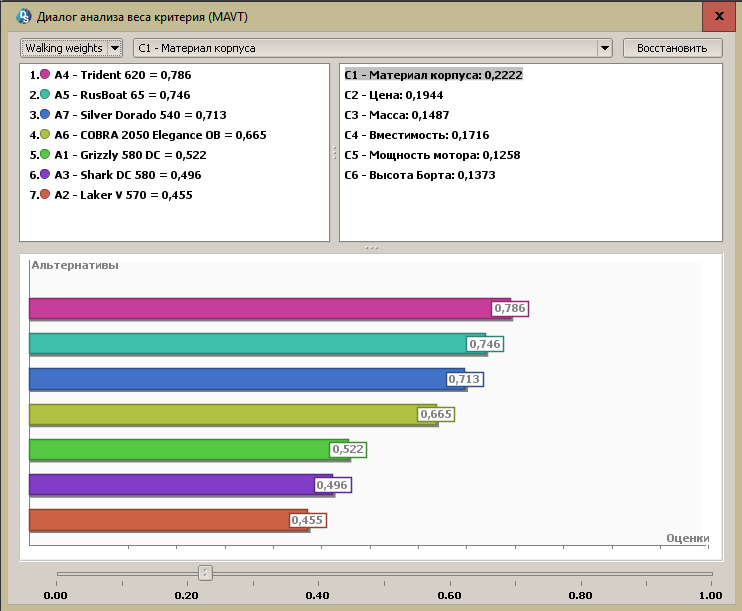 Диалог анализа веса критерия (MAVT)
Walking weights
C1 - Материал корпуса
Восстановить
1. A4 - Trident 620 = 0,786
2. A5 - RusBoat 65 = 0,746
3. A7 - Silver Dorado 540 = 0,713
4. A6 - COBRA 2050 Elegance OB = 0,665
5. A1 - Grizzly 580 DC = 0,522
6. A3 - Shark DC 580 = 0,496
7. A2 - Laker V 570 = 0,455
C1 - Материал корпуса: 0,2222
C2 - Цена: 0,1944
C3 - Масса: 0,1487
C4 - Вместимость: 0,1716
C5 - Мощность мотора: 0,1258
C6 - Высота Борта: 0,1373
Альтернативы
0,786
0,746
0,713
0,665
0,522
0,496
0,455
Оценки
0.00 0.20 0.40 0.60 0.80 1.00